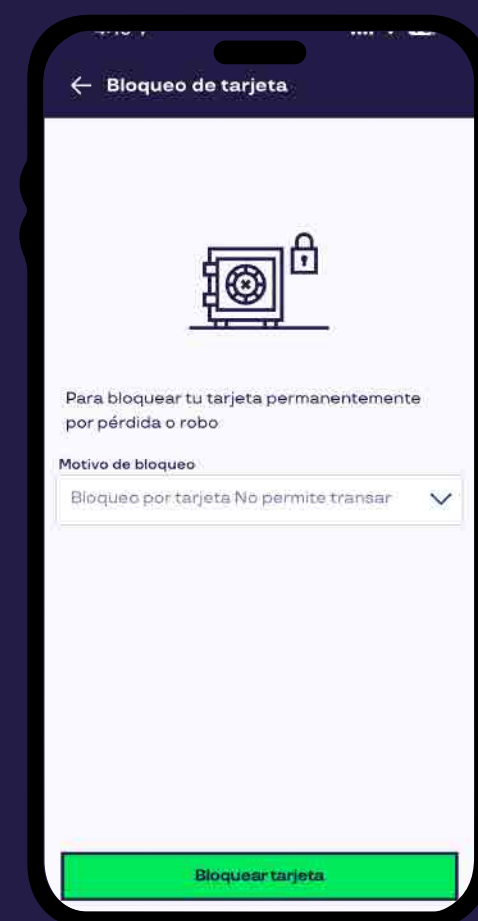 Bloqueo de tarjeta
Para bloquear tu tarjeta permanentemente
por pérdida o robo
Motivo de bloqueo
Bloqueo por tarjeta No permite transar
Bloquear tarjeta